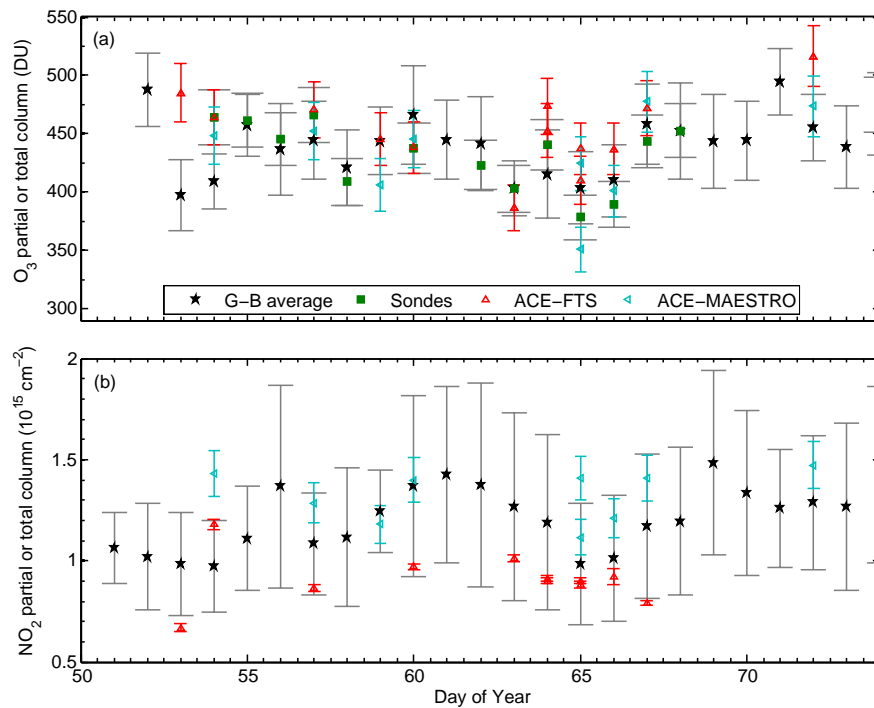 550
(a)
500
450
400
350
300
O3 partial or total column (DU)
G−B average
Sondes
ACE−FTS
ACE−MAESTRO
2
(b)
1.5
1
0.5
NO2 partial or total column (10^15 cm^−2)
50 55 60 65 70
Day of Year